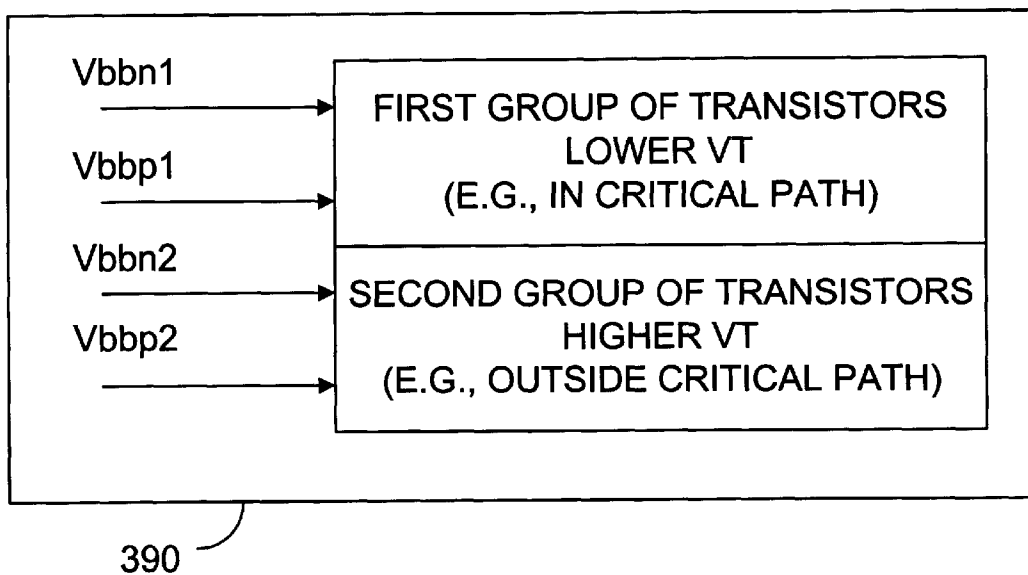 Vbbn1
Vbbp1
Vbbn2
Vbbp2
FIRST GROUP OF TRANSISTORS
LOWER VT
(E.G., IN CRITICAL PATH)
SECOND GROUP OF TRANSISTORS
HIGHER VT
(E.G., OUTSIDE CRITICAL PATH)
390